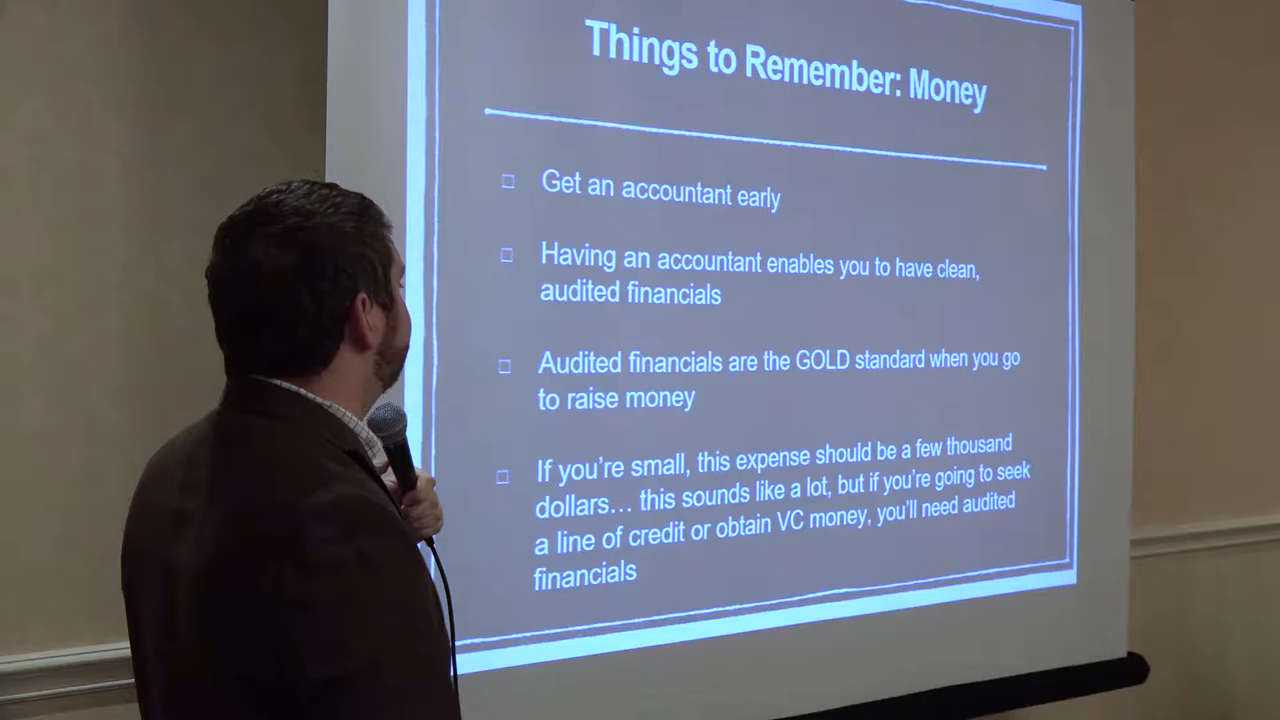 Things to Remember: Money
Get an accountant early
Having an accountant enables you to have clean,
audited financials
Audited financials are the GOLD standard when you go
to raise money
If you’re small, this expense should be a few thousand
dollars… this sounds like a lot, but if you’re going to seek
a line of credit or obtain VC money, you’ll need audited
financials